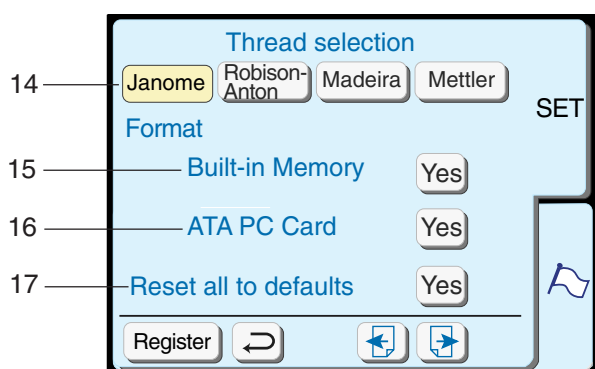 Thread selection
14 Janome Robison-Anton Madeira Mettler
SET
Format
15 Built-in Memory Yes
16 ATA PC Card Yes
17 Reset all to defaults Yes
Register